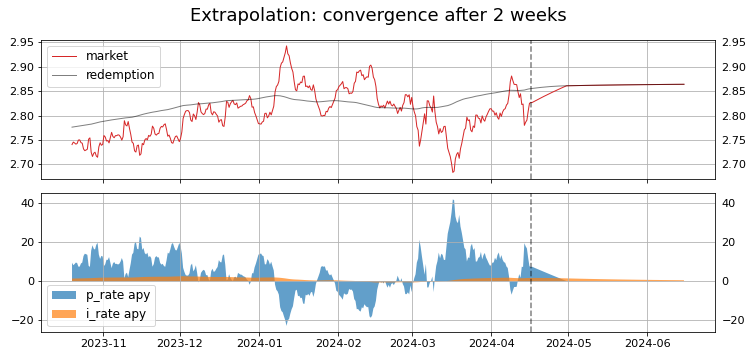 Extrapolation: convergence after 2 weeks
2.95 2.95
2.90 2.90
2.85 2.85
2.80 2.80
2.75 2.75
2.70 2.70
market
redemption
40 40
20 20
0 0
−20 −20
p_rate apy
i_rate apy
2023-11 2023-12 2024-01 2024-02 2024-03 2024-04 2024-05 2024-06